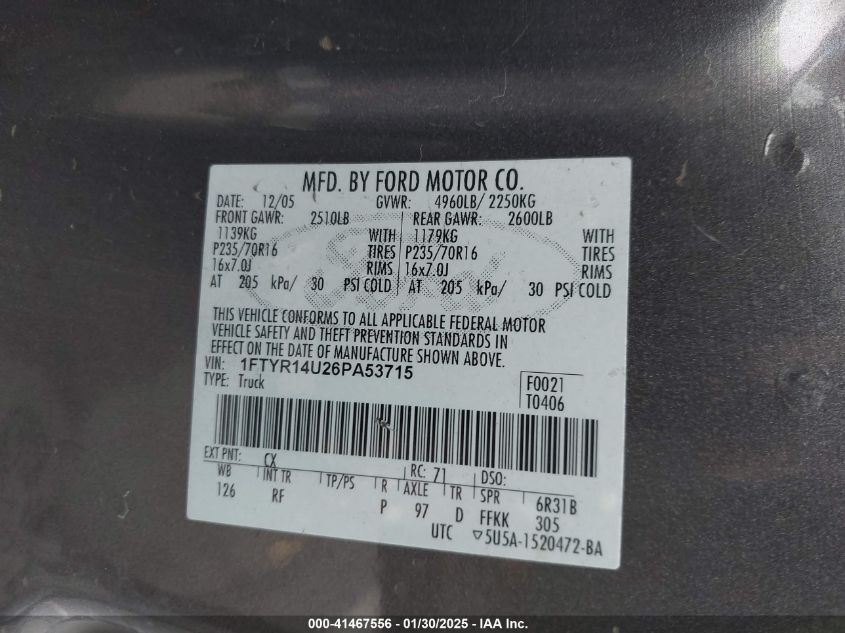 MFD. BY FORD MOTOR CO.
DATE: 12/05 GVWR: 4960LB/ 2250KG
FRONT GAWR: 2510LB REAR GAWR: 2600LB
1139KG WITH 1179KG WITH
P235/70R16 TIRES P235/70R16 TIRES
16x7.0J RIMS 16x7.0J RIMS
AT 205 kPa/ 30 PSI COLD AT 205 kPa/ 30 PSI COLD
THIS VEHICLE CONFORMS TO ALL APPLICABLE FEDERAL MOTOR
VEHICLE SAFETY AND THEFT PREVENTION STANDARDS IN
EFFECT ON THE DATE OF MANUFACTURE SHOWN ABOVE.
VIN: 1FTYR14U26PA53715
TYPE: Truck
F0021
T0406
EXT PNT: CX RC: 71 DSO:
WB INT TR TP/PS R AXLE TR SPR 6R31B
126 RF P 97 D FFKK 305
UTC ▽5U5A-1520472-BA
000-41467556 - 01/30/2025 - IAA Inc.